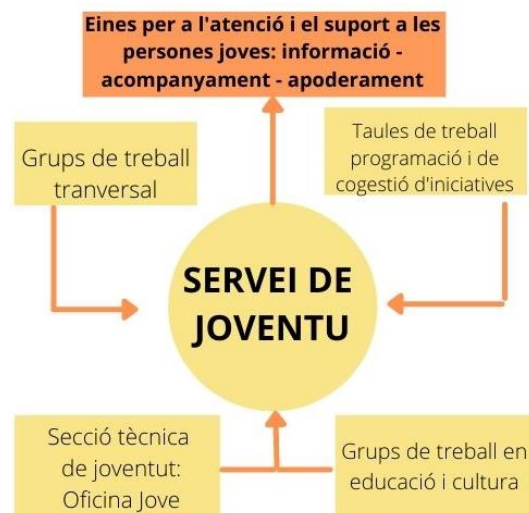 Eines per a l'atenció i el suport a les
persones joves: informació -
acompanyament - apoderament
Grups de treball
tranversal
Taules de treball
programació i de
cogestió d'iniciatives
SERVEI DE
JOVENTU
Secció tècnica
de joventut:
Oficina Jove
Grups de treball en
educació i cultura